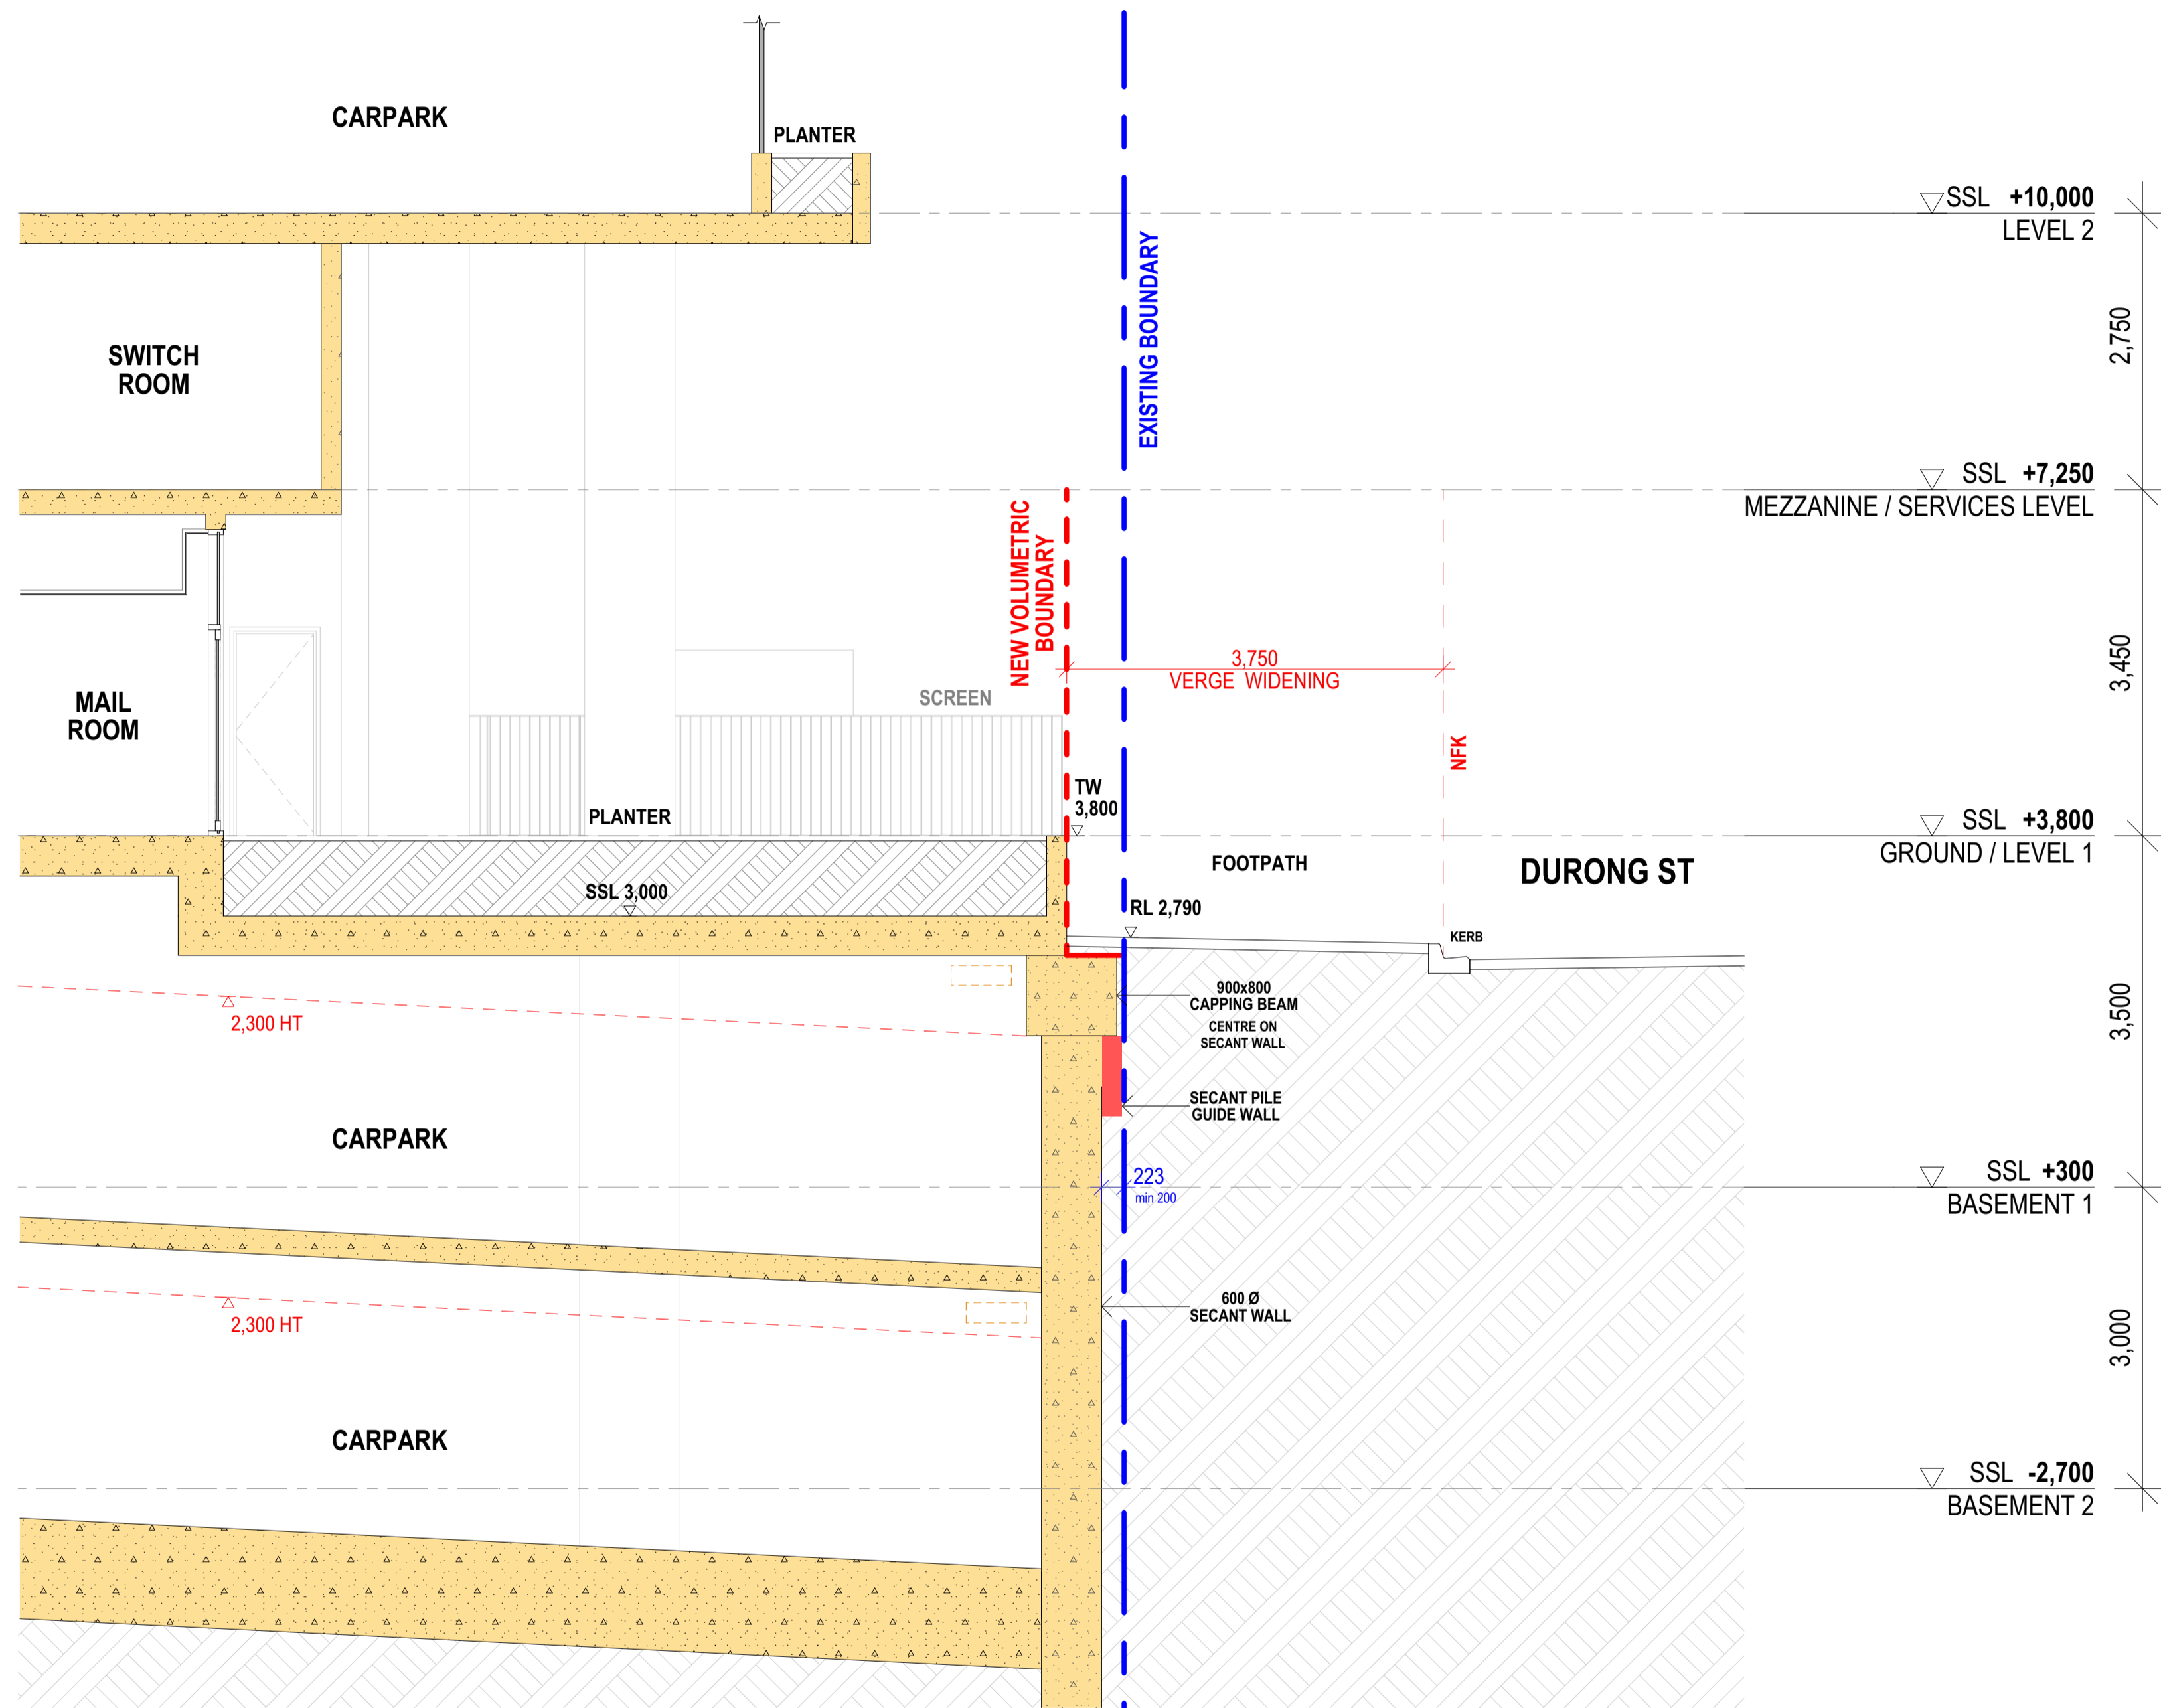 CARPARK
PLANTER
SSL +10,000
LEVEL 2
EXISTING BOUNDARY
2,750
SWITCH
ROOM
SSL +7,250
MEZZANINE / SERVICES LEVEL
NEW VOLUMETRIC
BOUNDARY
3,750
VERGE WIDENING
3,450
MAIL
ROOM
SCREEN
NFK
TW
3,800
PLANTER
SSL +3,800
GROUND / LEVEL 1
FOOTPATH
DURONG ST
SSL 3,000
RL 2,790
KERB
900x800
CAPPING BEAM
CENTRE ON
SECANT WALL
2,300 HT
3,500
SECANT PILE
GUIDE WALL
CARPARK
223
min 200
SSL +300
BASEMENT 1
2,300 HT
600 Ø
SECANT WALL
3,000
CARPARK
SSL -2,700
BASEMENT 2